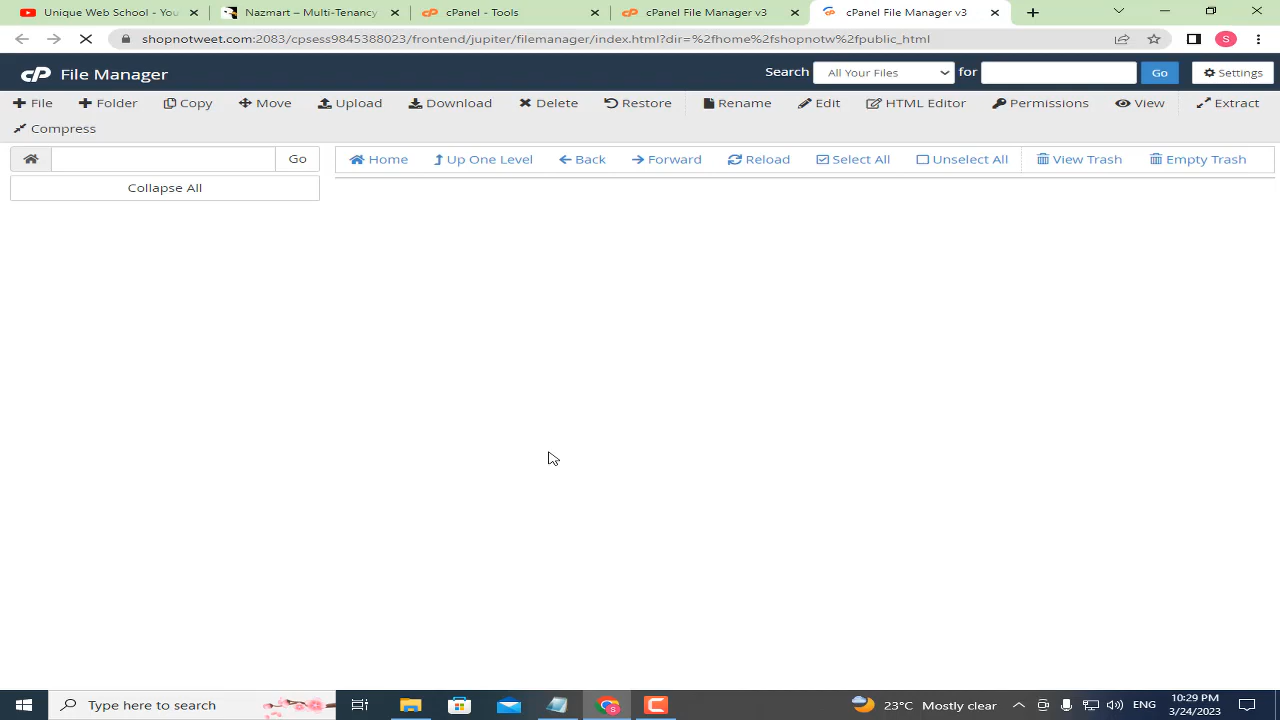 Unique Web School - You
Nazmart – Multi-Tenancy
cPanel - Tools
cPanel File Manager v3
cPanel File Manager v3
shopnotweet.com:2083/cpsess9845388023/frontend/jupiter/filemanager/index.html?dir=%2fhome%2fshopnotw%2fpublic_html
S
cP File Manager
Search All Your Files for Go Settings
File Folder Copy Move Upload Download Delete Restore Rename Edit HTML Editor Permissions View Extract
Compress
Go Home Up One Level Back Forward Reload Select All Unselect All View Trash Empty Trash
Collapse All
Type here to search
23°C Mostly clear
ENG
10:29 PM
3/24/2023